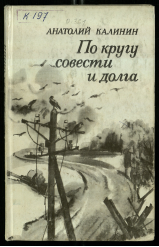 К 197
АНАТОЛИЙ КАЛИНИН
По кругу
совести
и долга